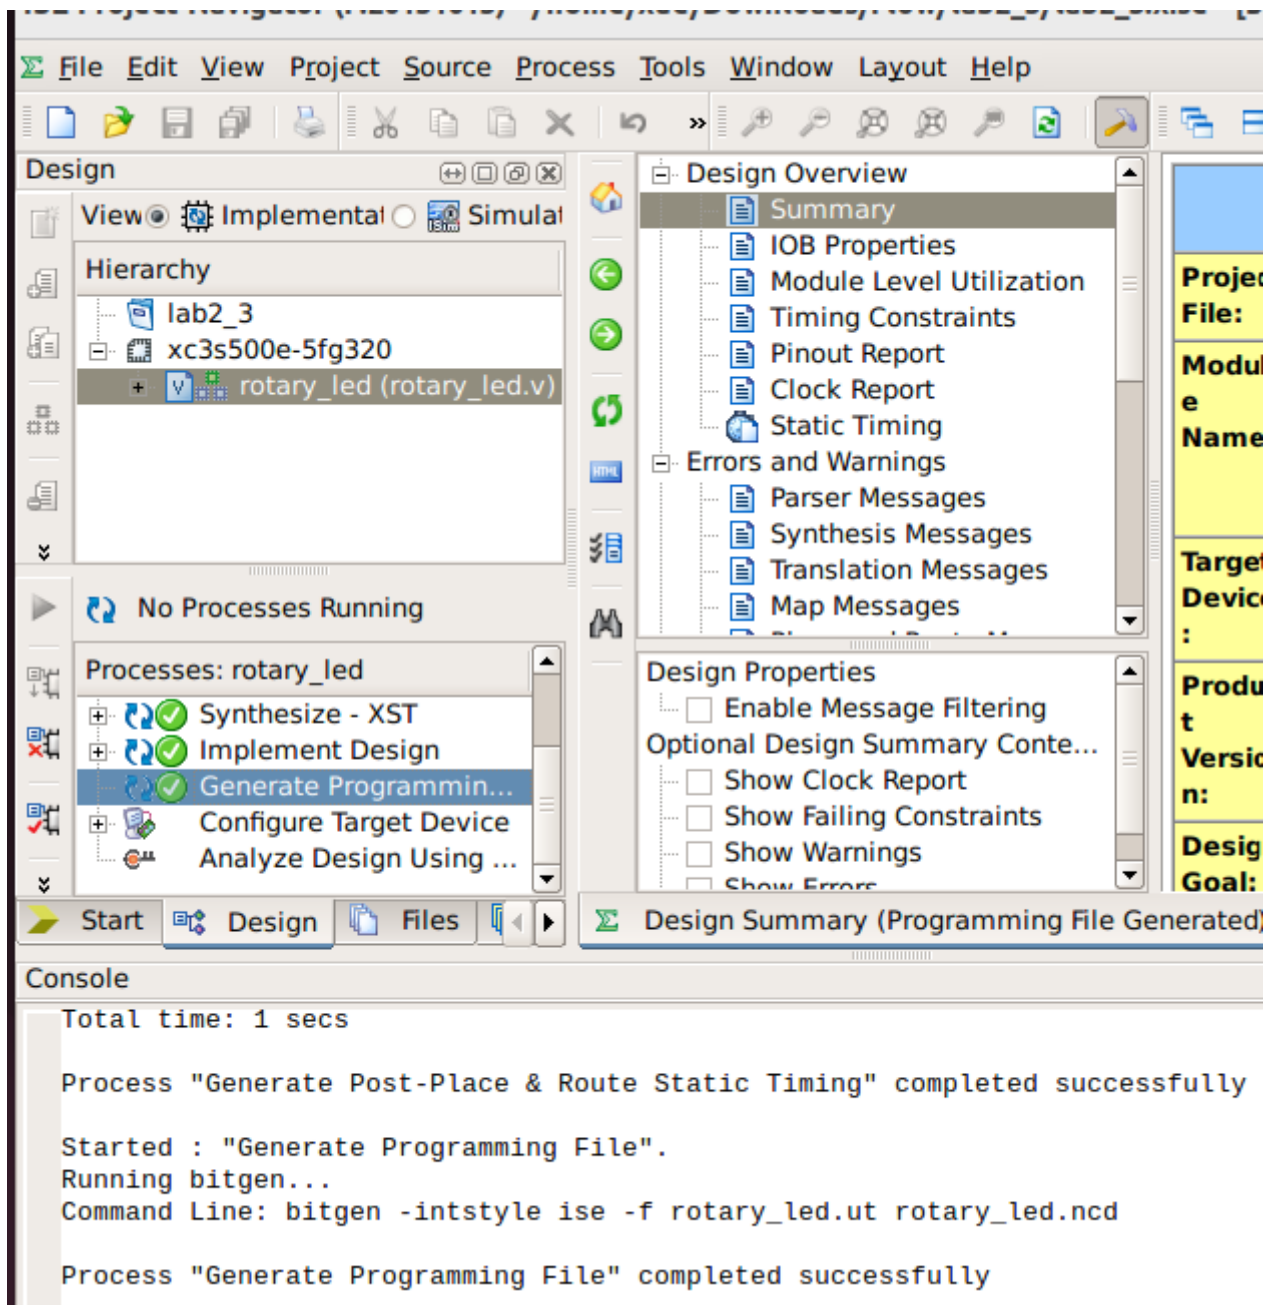 File Edit View Project Source Process Tools Window Layout Help
Design
View Implementat Simulat
Hierarchy
lab2_3
xc3s500e-5fg320
rotary_led (rotary_led.v)
No Processes Running
Processes: rotary_led
Synthesize - XST
Implement Design
Generate Programmin...
Configure Target Device
Analyze Design Using ...
Start Design Files
Design Overview
Summary
IOB Properties
Module Level Utilization
Timing Constraints
Pinout Report
Clock Report
Static Timing
Errors and Warnings
Parser Messages
Synthesis Messages
Translation Messages
Map Messages
Design Properties
Enable Message Filtering
Optional Design Summary Conte...
Show Clock Report
Show Failing Constraints
Show Warnings
Show Errors
Projec
File:
Modul
e
Name
Target
Device
:
Produ
t
Versio
n:
Desig
Goal:
Design Summary (Programming File Generated)
Console
Total time: 1 secs
Process "Generate Post-Place & Route Static Timing" completed successfully
Started : "Generate Programming File".
Running bitgen...
Command Line: bitgen -intstyle ise -f rotary_led.ut rotary_led.ncd
Process "Generate Programming File" completed successfully